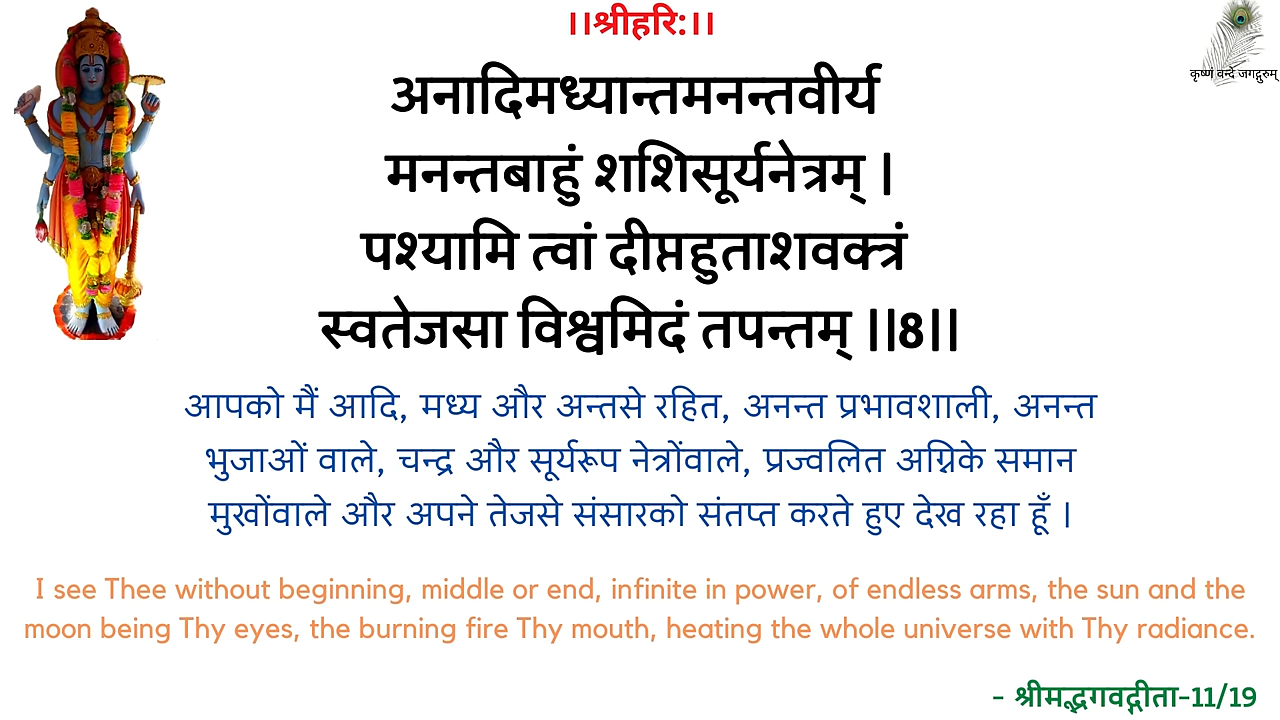 ।।श्रीहरि:।।
कृष्णं वन्दे जगद्गुरुम्
अनादिमध्यान्तमनन्तवीर्य
मनन्तबाहुं शशिसूर्यनेत्रम् |
पश्यामि त्वां दीप्तहुताशवक्त्रं
स्वतेजसा विश्वमिदं तपन्तम् ||8||
आपको मैं आदि, मध्य और अन्तसे रहित, अनन्त प्रभावशाली, अनन्त
भुजाओं वाले, चन्द्र और सूर्यरूप नेत्रोंवाले, प्रज्वलित अग्निके समान
मुखोंवाले और अपने तेजसे संसारको संतप्त करते हुए देख रहा हूँ |
I see Thee without beginning, middle or end, infinite in power, of endless arms, the sun and the
moon being Thy eyes, the burning fire Thy mouth, heating the whole universe with Thy radiance.
- श्रीमद्भगवद्गीता-11/19